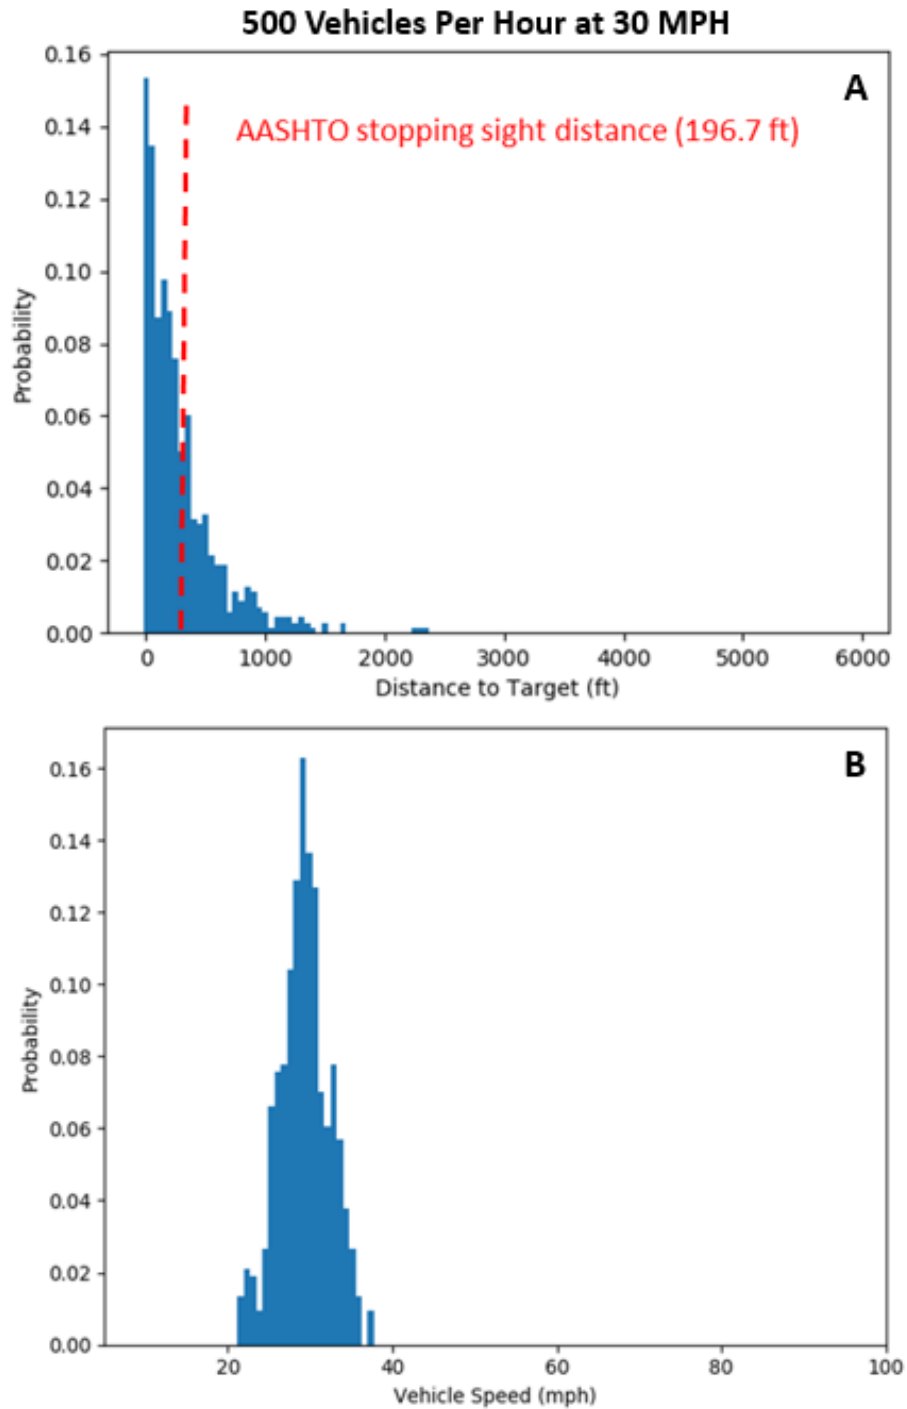 500 Vehicles Per Hour at 30 MPH
A
AASHTO stopping sight distance (196.7 ft)
0.16
0.14
0.12
0.10
0.08
0.06
0.04
0.02
0.00
Probability
0 1000 2000 3000 4000 5000 6000
Distance to Target (ft)
B
0.16
0.14
0.12
0.10
0.08
0.06
0.04
0.02
0.00
Probability
20 40 60 80 100
Vehicle Speed (mph)